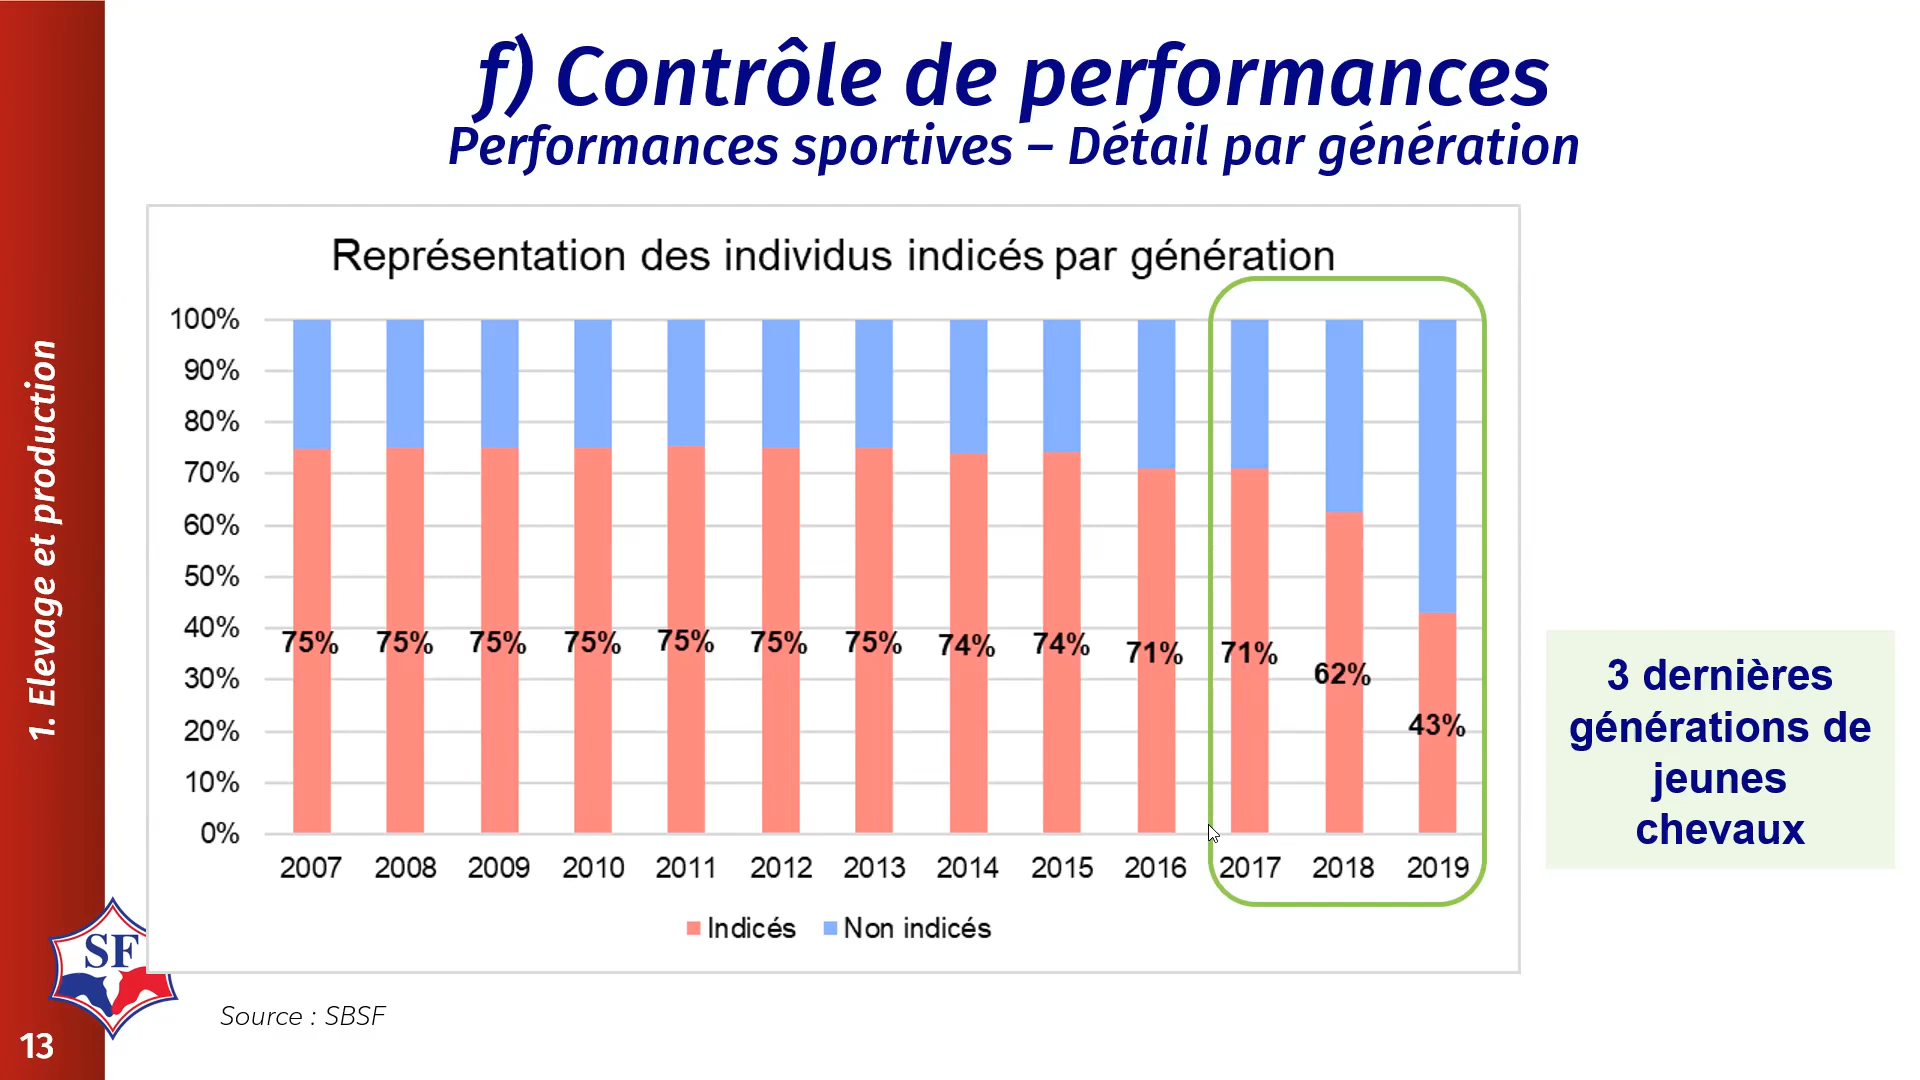 f) Contrôle de performances
Performances sportives – Détail par génération
1. Elevage et production
Représentation des individus indicés par génération
100%
90%
80%
70%
60%
50%
40%
30%
20%
10%
0%
75% 75% 75% 75% 75% 75% 75% 74% 74% 71% 71% 62% 43%
2007 2008 2009 2010 2011 2012 2013 2014 2015 2016 2017 2018 2019
Indicés Non indicés
3 dernières
générations de
jeunes
chevaux
SF
Source : SBSF
13